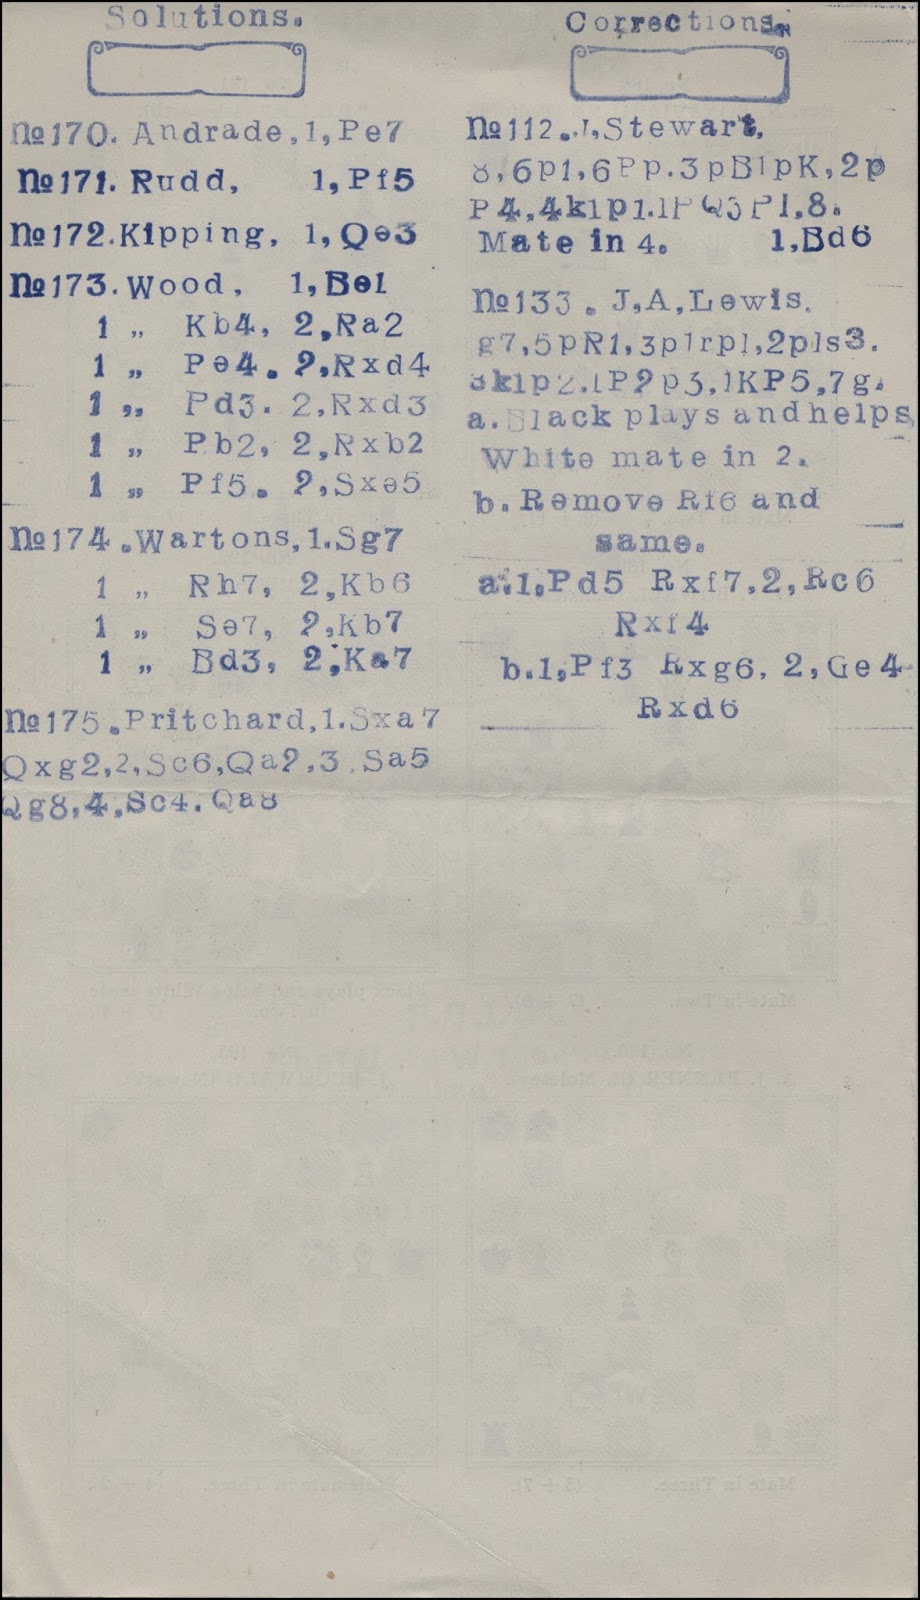 Solutions.
№170. Andrade,1,Pe7
№171. Rudd, 1,Pf5
№172.Kipping, 1,Qe3
№173.Wood, 1,Be1
1 ,, Kb4, 2,Ra2
1 ,, Pe4. 2,Rxd4
1 ,, Pd3. 2,Rxd3
1 ,, Pb2, 2,Rxb2
1 ,, Pf5. 2,Sxe5
№174.Wartons,1.Sg7
1 ,, Rh7, 2,Kb6
1 ,, Se7, 2,Kb7
1 ,, Bd3, 2,Ka7
№175.Pritchard,1.Sxa7
Qxg2,2,Sc6,Qa2,3.Sa5
Qg8,4,Sc4.Qa8
Corrections.
№112.J,Stewart,
8,6p1,6Pp.3pB1pK,2p
P4,4k1p1.1PQ3P1,8.
Mate in 4. 1,Bd6
№133. J,A,Lewis.
g7,5pR1,3p1rp1,2p1s3.
3k1p2.1P2p3,1KP5,7g.
a.Black plays and helps
White mate in 2.
b.Remove Rf6 and
same.
a.1.Pd5 Rxf7,2,Rc6
Rxf4
b.1,Pf3 Rxg6, 2,Ge4
Rxd6